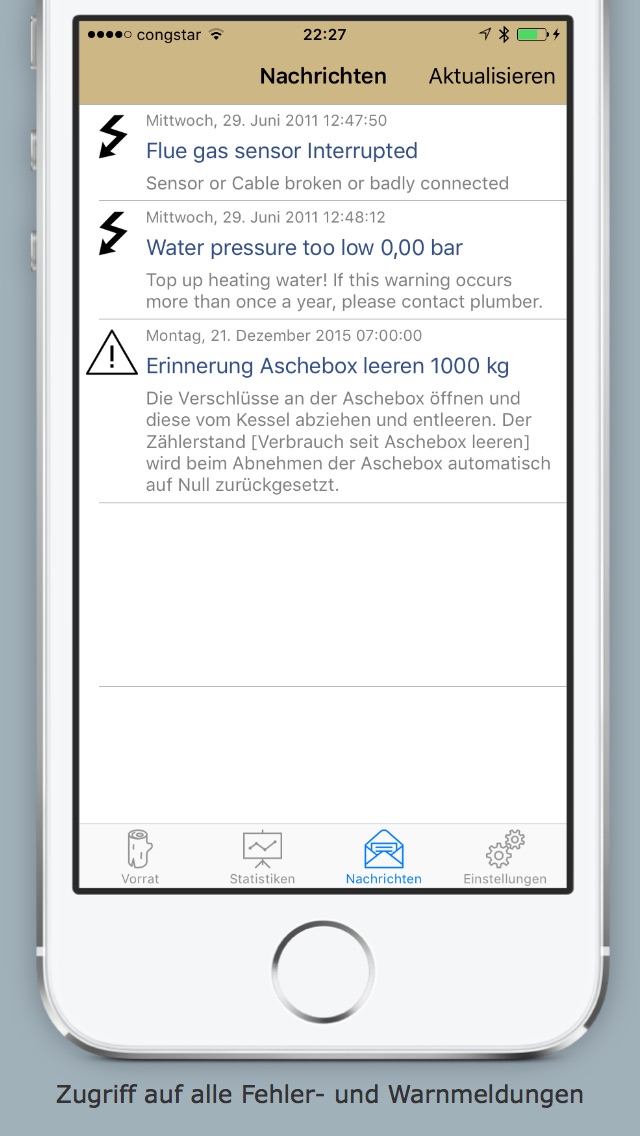 congstar 22:27
Nachrichten Aktualisieren
Mittwoch, 29. Juni 2011 12:47:50
Flue gas sensor Interrupted
Sensor or Cable broken or badly connected
Mittwoch, 29. Juni 2011 12:48:12
Water pressure too low 0,00 bar
Top up heating water! If this warning occurs
more than once a year, please contact plumber.
Montag, 21. Dezember 2015 07:00:00
Erinnerung Aschebox leeren 1000 kg
Die Verschlüsse an der Aschebox öffnen und
diese vom Kessel abziehen und entleeren. Der
Zählerstand [Verbrauch seit Aschebox leeren]
wird beim Abnehmen der Aschebox automatisch
auf Null zurückgesetzt.
Vorrat Statistiken Nachrichten Einstellungen
Zugriff auf alle Fehler- und Warnmeldungen